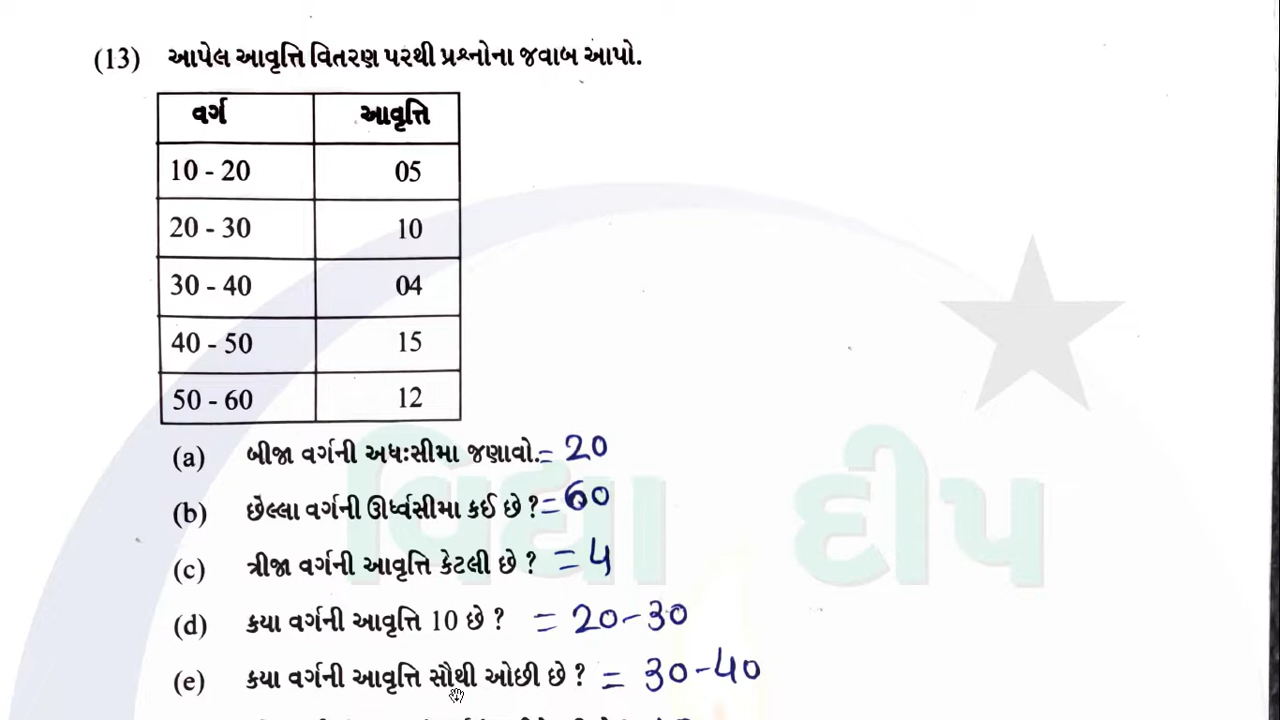 (13) આપેલ આવૃત્તિ વિતરણ પરથી પ્રશ્નોના જવાબ આપો.
વર્ગ આવૃત્તિ
10 - 20 05
20 - 30 10
30 - 40 04
40 - 50 15
50 - 60 12
(a) બીજા વર્ગની અધઃસીમા જણાવો. = 20
(b) છેલ્લા વર્ગની ઊર્ધ્વસીમા કઈ છે ? = 60
(c) ત્રીજા વર્ગની આવૃત્તિ કેટલી છે ? = 4
(d) કયા વર્ગની આવૃત્તિ 10 છે ? = 20-30
(e) કયા વર્ગની આવૃત્તિ સૌથી ઓછી છે ? = 30-40
વિદ્યા દીપ